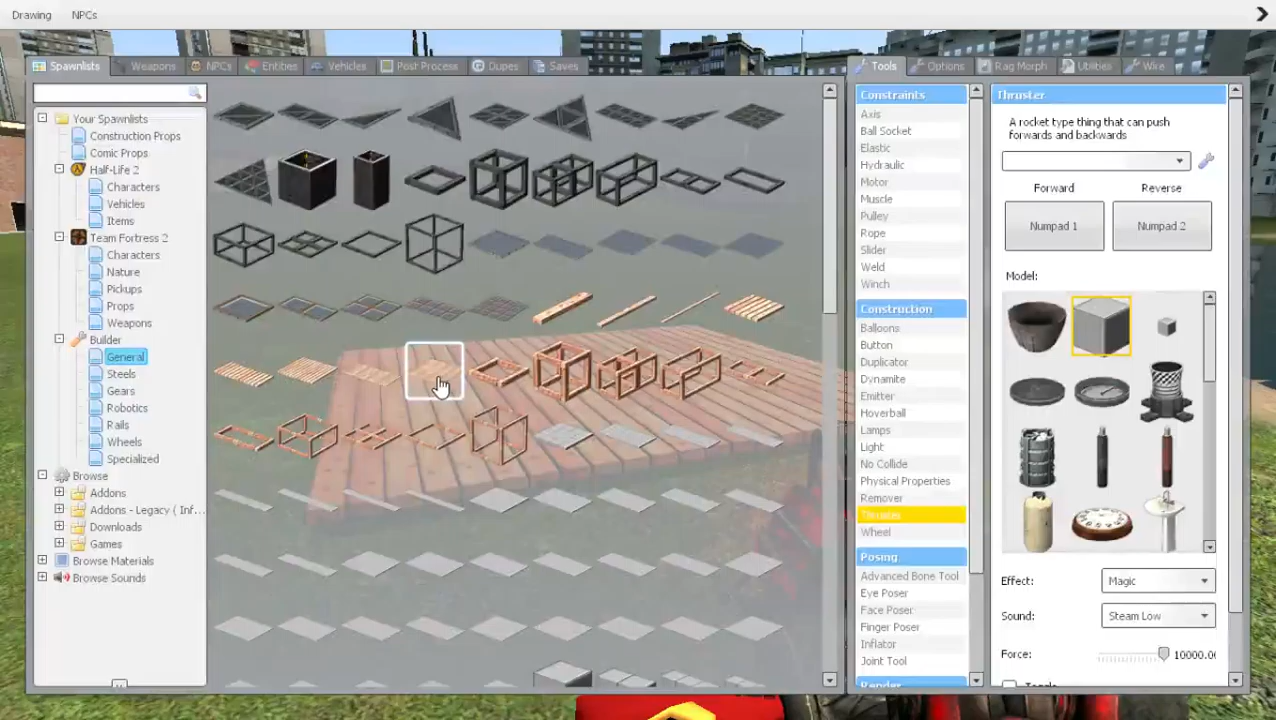 Drawing NPCs
Spawnlists Weapons NPCs Entities Vehicles Post Process Dupes Saves
Your Spawnlists
Construction Props
Comic Props
Half-Life 2
Characters
Vehicles
Items
Team Fortress 2
Characters
Nature
Pickups
Props
Weapons
Builder
General
Steels
Gears
Robotics
Rails
Wheels
Specialized
Browse
Addons
Addons - Legacy ( Inf...
Downloads
Games
Browse Materials
Browse Sounds
Tools Options Rag Morph Utilities Wire
Constraints
Axis
Ball Socket
Elastic
Hydraulic
Motor
Muscle
Pulley
Rope
Slider
Weld
Winch
Construction
Balloons
Button
Duplicator
Dynamite
Emitter
Hoverball
Lamps
Light
No Collide
Physical Properties
Remover
Thruster
Wheel
Posing
Advanced Bone Tool
Eye Poser
Face Poser
Finger Poser
Inflator
Joint Tool
Render
Thruster
A rocket type thing that can push
forwards and backwards
Forward Reverse
Numpad 1 Numpad 2
Model:
Effect: Magic
Sound: Steam Low
Force: 10000.0
Toggle